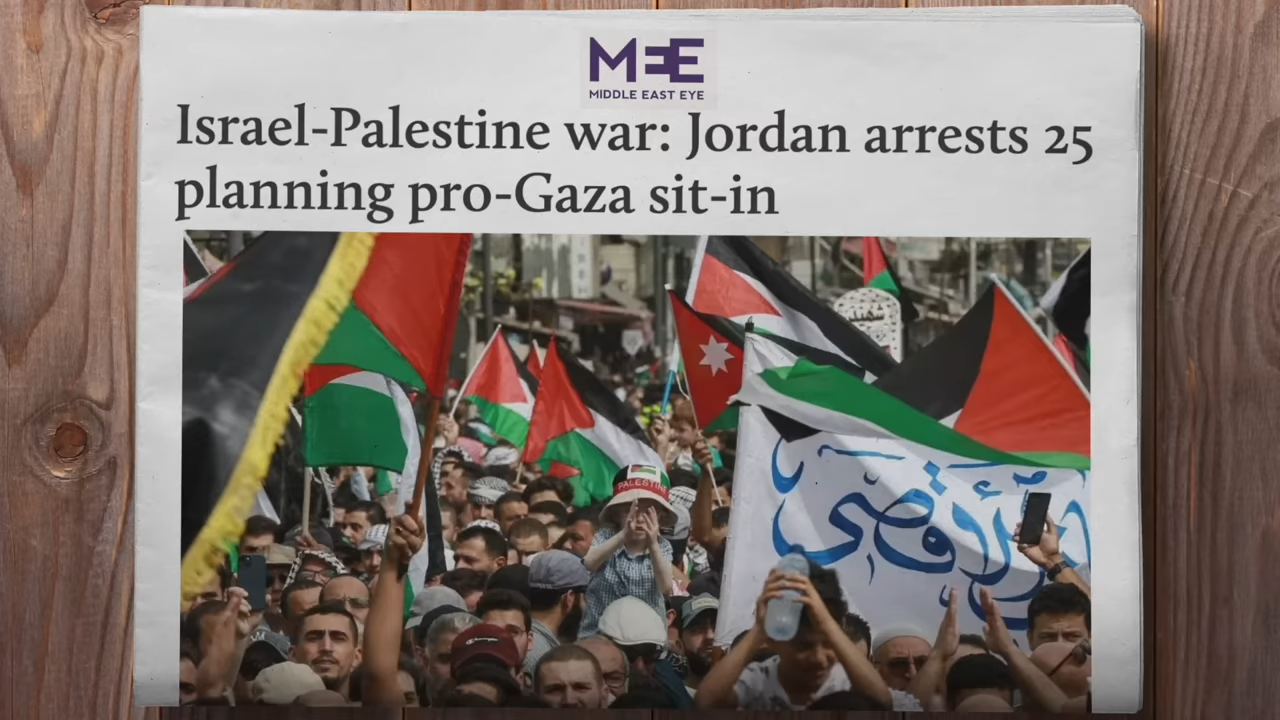 MEE
MIDDLE EAST EYE
Israel-Palestine war: Jordan arrests 25
planning pro-Gaza sit-in
PALESTINE
الأقصى